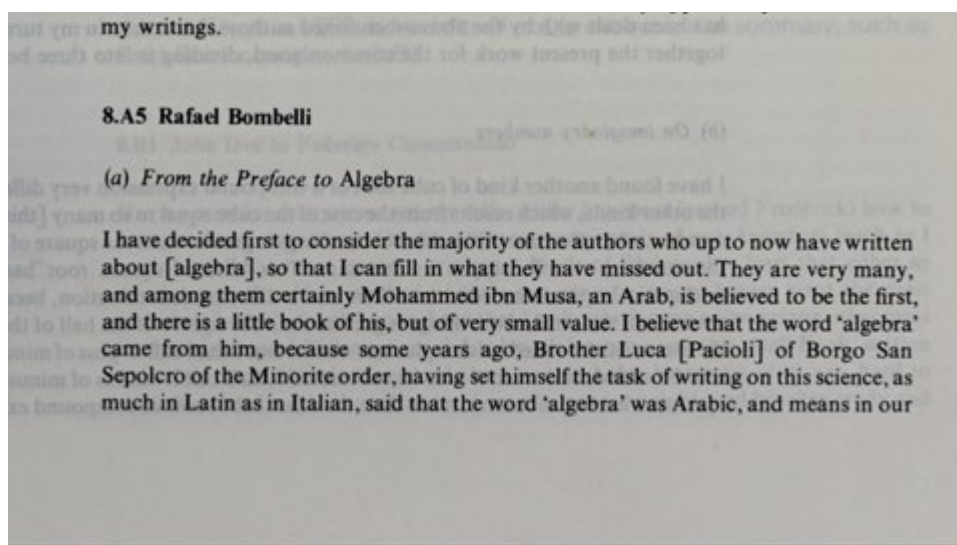 my writings.
8.A5 Rafael Bombelli
(a) From the Preface to Algebra
I have decided first to consider the majority of the authors who up to now have written
about [algebra], so that I can fill in what they have missed out. They are very many,
and among them certainly Mohammed ibn Musa, an Arab, is believed to be the first,
and there is a little book of his, but of very small value. I believe that the word ‘algebra’
came from him, because some years ago, Brother Luca [Pacioli] of Borgo San
Sepolcro of the Minorite order, having set himself the task of writing on this science, as
much in Latin as in Italian, said that the word ‘algebra’ was Arabic, and means in our